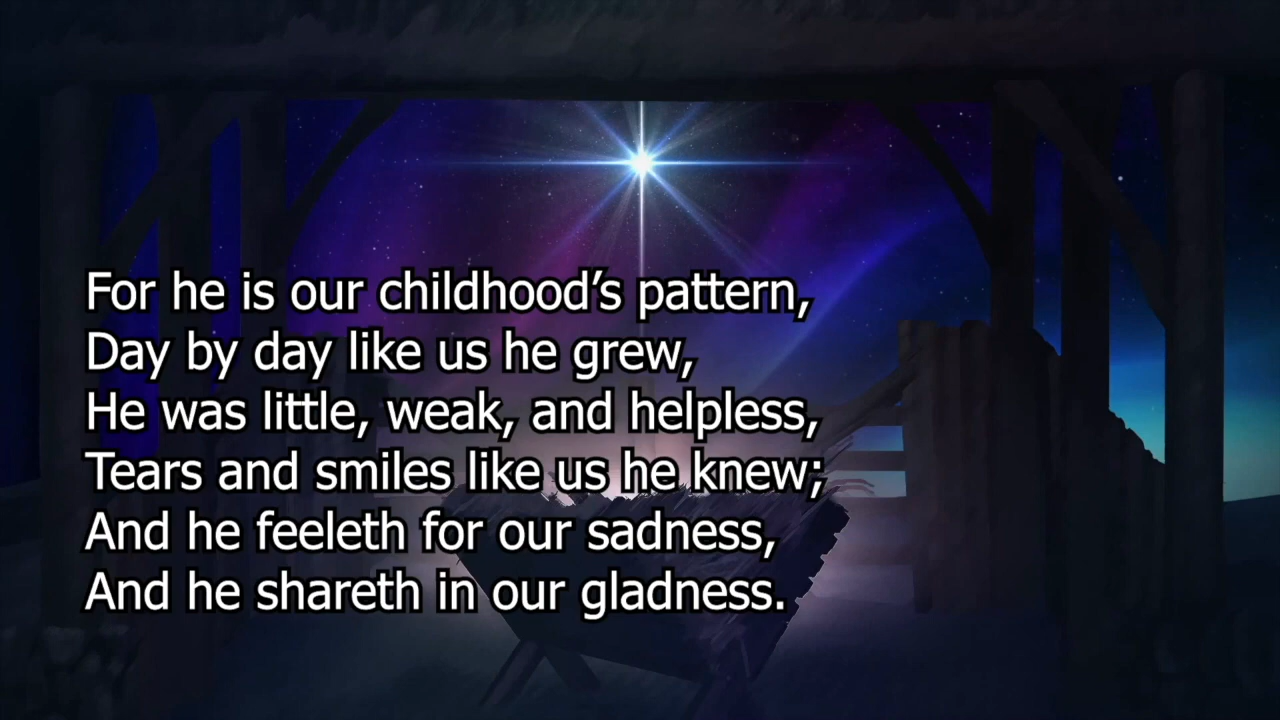 For he is our childhood’s pattern,
Day by day like us he grew,
He was little, weak, and helpless,
Tears and smiles like us he knew;
And he feeleth for our sadness,
And he shareth in our gladness.